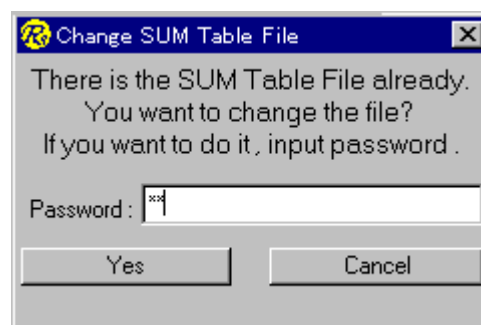 Change SUM Table File
There is the SUM Table File already.
You want to change the file?
If you want to do it , input password .
Password : **
Yes Cancel